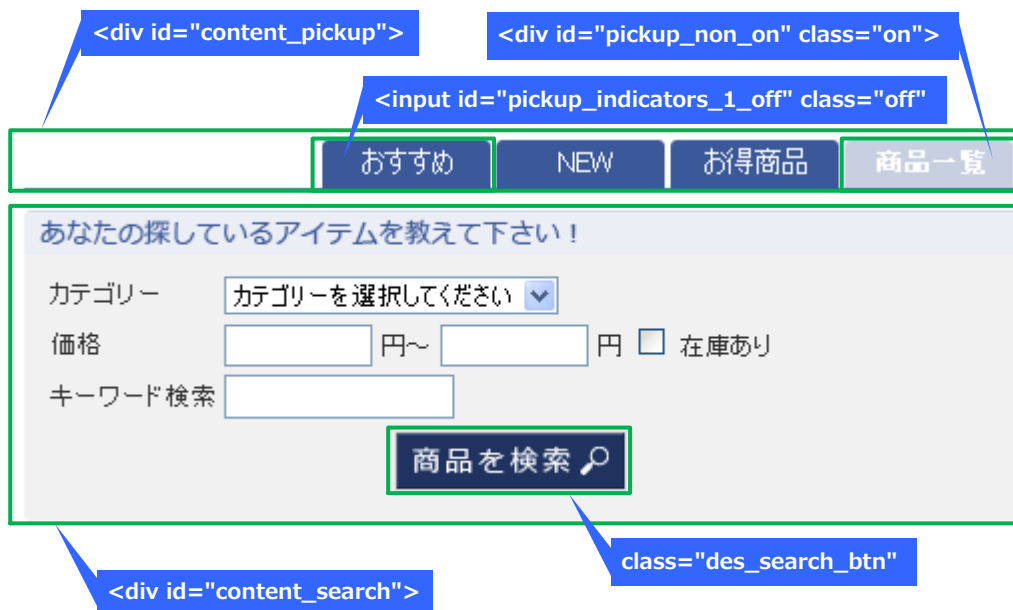 <div id="content_pickup">
<div id="pickup_non_on" class="on">
<input id="pickup_indicators_1_off" class="off"
おすすめ NEW お得商品 商品一覧
あなたの探しているアイテムを教えて下さい！
カテゴリー カテゴリーを選択してください
価格 円～ 円 在庫あり
キーワード検索
商品を検索
class="des_search_btn"
<div id="content_search">